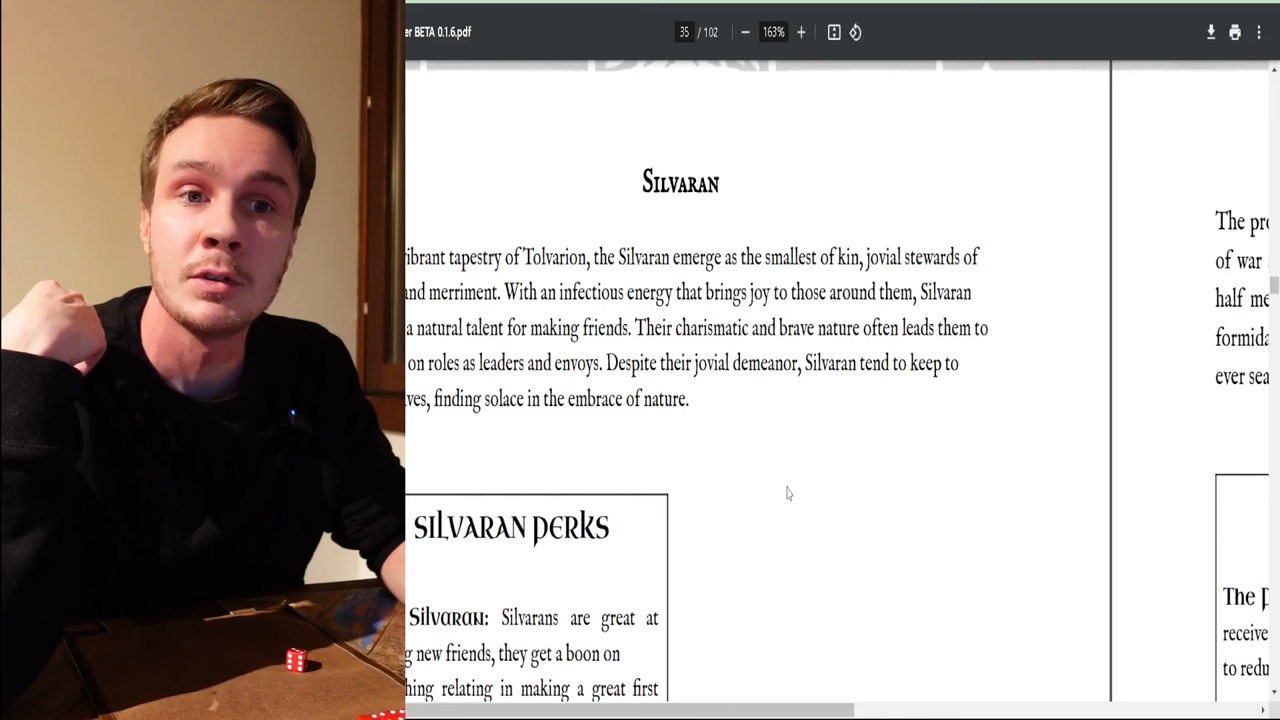 er BETA 0.1.6.pdf
35 / 102
163%
SILVARAN
vibrant tapestry of Tolvarion, the Silvaran emerge as the smallest of kin, jovial stewards of
and merriment. With an infectious energy that brings joy to those around them, Silvaran
a natural talent for making friends. Their charismatic and brave nature often leads them to
on roles as leaders and envoys. Despite their jovial demeanor, Silvaran tend to keep to
ves, finding solace in the embrace of nature.
SILVARAN PERKS
Silvaran: Silvarans are great at
g new friends, they get a boon on
hing relating in making a great first
The pro
of war
half me
formida
ever sea
The
receive
to redu